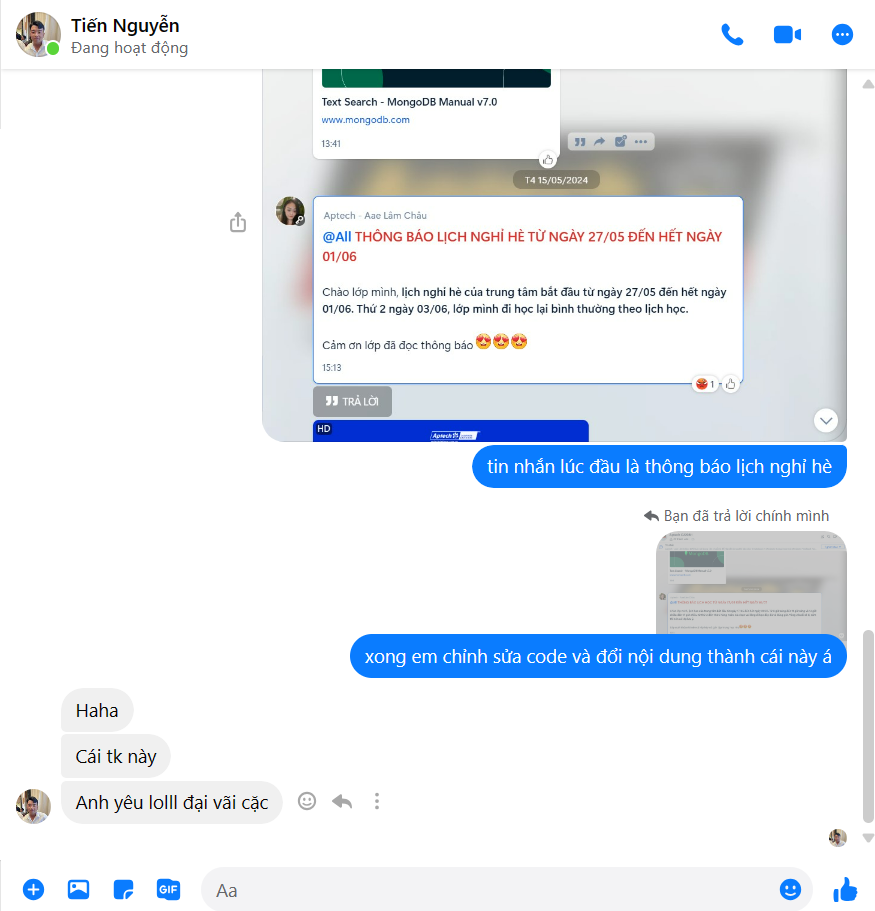 Tiến Nguyễn
Đang hoạt động
Text Search - MongoDB Manual v7.0
www.mongodb.com
13:41
T4 15/05/2024
Aptech - Aae Lâm Châu
@All THÔNG BÁO LỊCH NGHỈ HÈ TỪ NGÀY 27/05 ĐẾN HẾT NGÀY
01/06
Chào lớp mình, lịch nghỉ hè của trung tâm bắt đầu từ ngày 27/05 đến hết ngày
01/06. Thứ 2 ngày 03/06, lớp mình đi học lại bình thường theo lịch học.
Cảm ơn lớp đã đọc thông báo 😍😍😍
15:13
1
TRẢ LỜI
HD
Aptech
tin nhắn lúc đầu là thông báo lịch nghỉ hè
Bạn đã trả lời chính mình
xong em chỉnh sửa code và đổi nội dung thành cái này á
Haha
Cái tk này
Anh yêu lolll đại vãi cặc
GIF
Aa